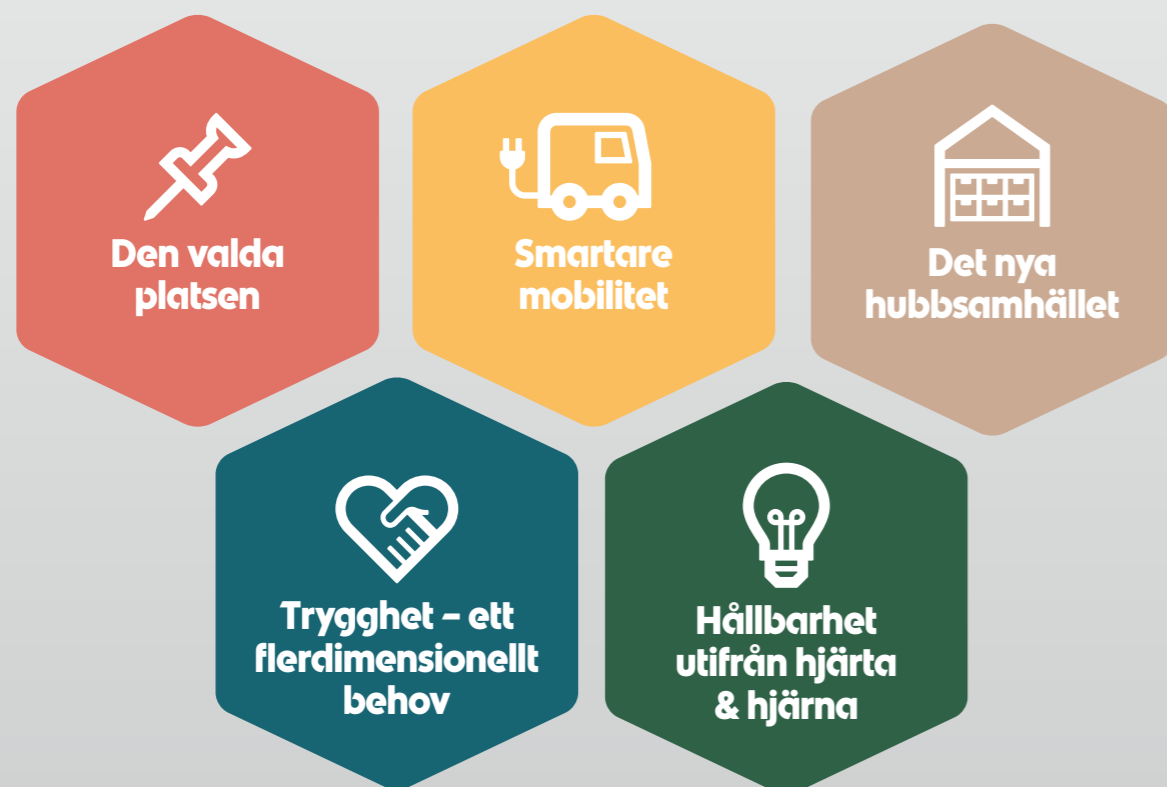 Den valda
platsen
Smartare
mobilitet
Det nya
hubbsamhället
Trygghet – ett
flerdimensionellt
behov
Hållbarhet
utifrån hjärta
& hjärna